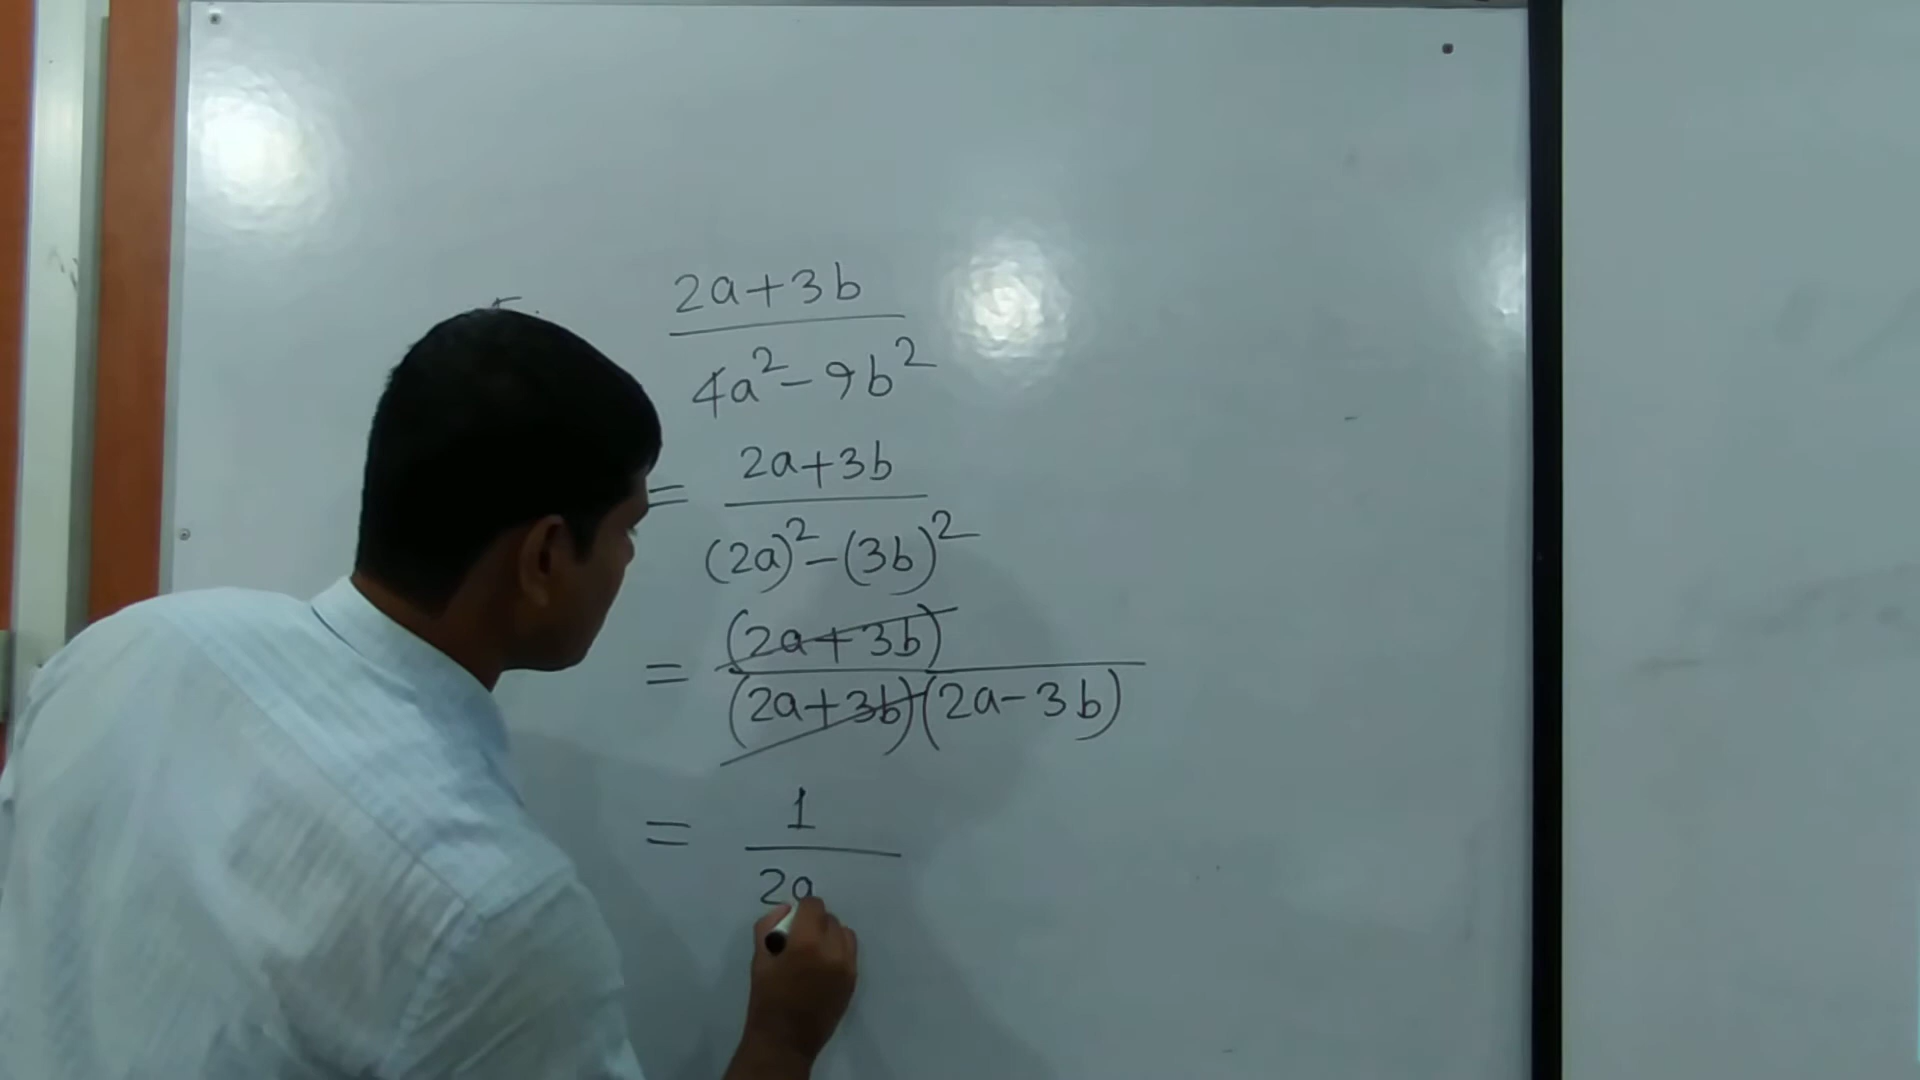 2a+3b
4a²-9b²
= 2a+3b
(2a)²-(3b)²
= (2a+3b)
(2a+3b)(2a-3b)
= 1
2a